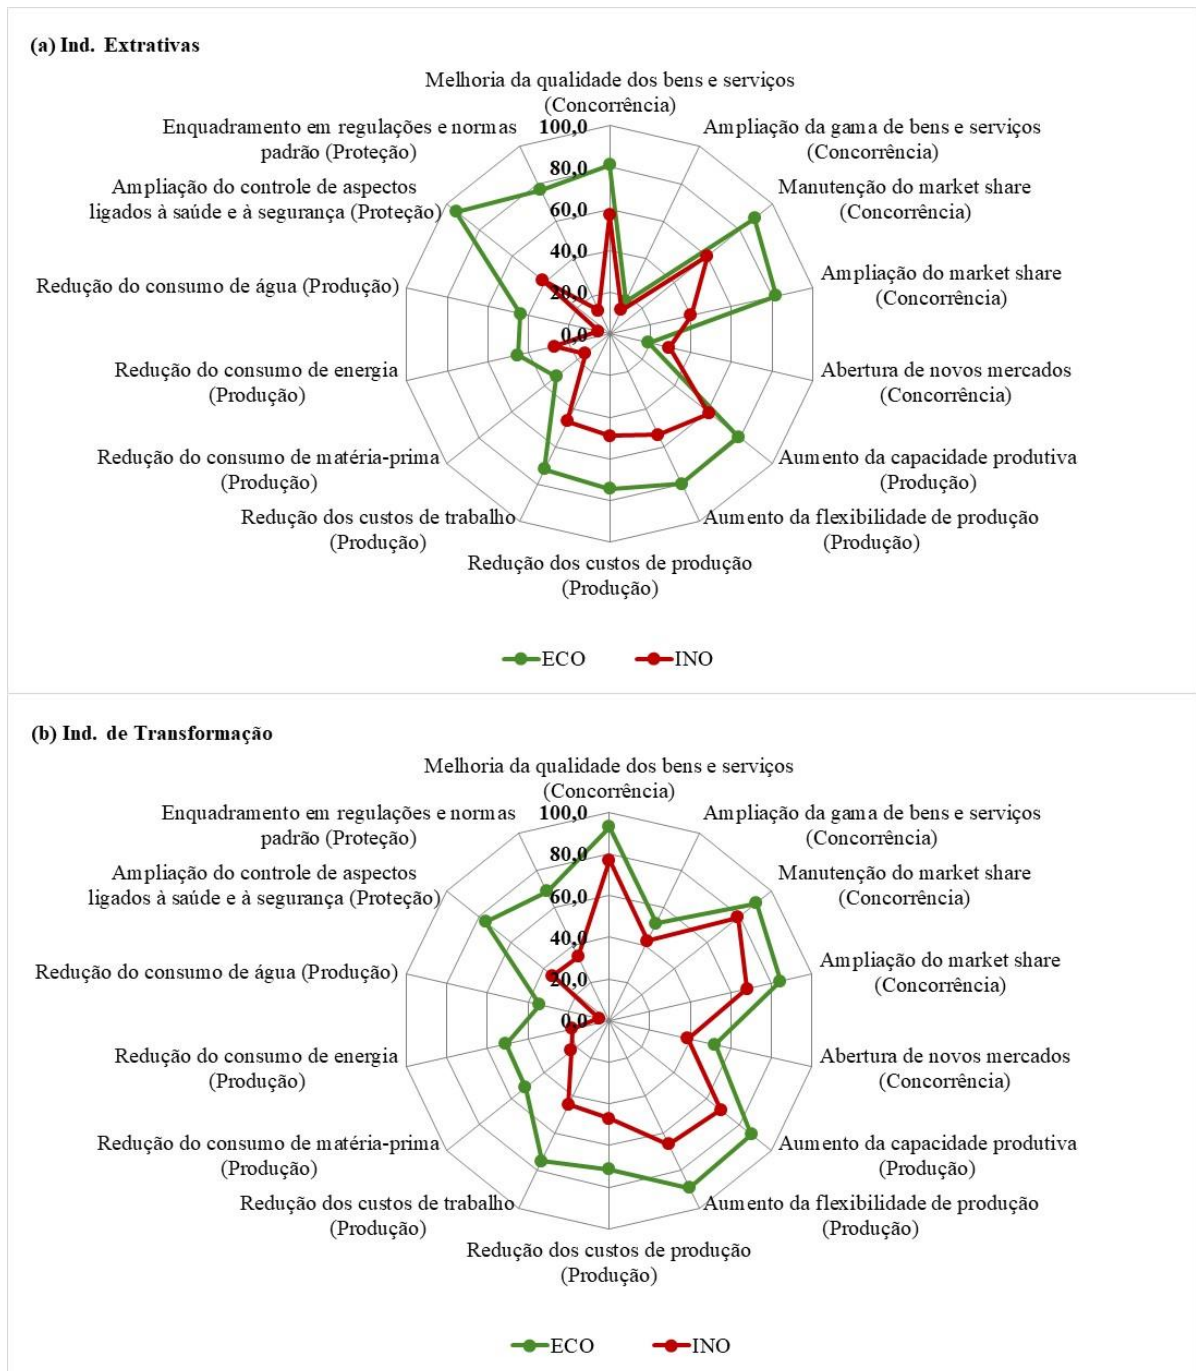 (a) Ind. Extrativas
Melhoria da qualidade dos bens e serviços
(Concorrência)
Ampliação da gama de bens e serviços
(Concorrência)
Manutenção do market share
(Concorrência)
Ampliação do market share
(Concorrência)
Abertura de novos mercados
(Concorrência)
Aumento da capacidade produtiva
(Produção)
Aumento da flexibilidade de produção
(Produção)
Redução dos custos de produção
(Produção)
Redução dos custos de trabalho
(Produção)
Redução do consumo de matéria-prima
(Produção)
Redução do consumo de energia
(Produção)
Redução do consumo de água (Produção)
Ampliação do controle de aspectos
ligados à saúde e à segurança (Proteção)
Enquadramento em regulações e normas
padrão (Proteção)
100,0
80,0
60,0
40,0
20,0
0,0
ECO
INO
(b) Ind. de Transformação
Melhoria da qualidade dos bens e serviços
(Concorrência)
Ampliação da gama de bens e serviços
(Concorrência)
Manutenção do market share
(Concorrência)
Ampliação do market share
(Concorrência)
Abertura de novos mercados
(Concorrência)
Aumento da capacidade produtiva
(Produção)
Aumento da flexibilidade de produção
(Produção)
Redução dos custos de produção
(Produção)
Redução dos custos de trabalho
(Produção)
Redução do consumo de matéria-prima
(Produção)
Redução do consumo de energia
(Produção)
Redução do consumo de água (Produção)
Ampliação do controle de aspectos
ligados à saúde e à segurança (Proteção)
Enquadramento em regulações e normas
padrão (Proteção)
100,0
80,0
60,0
40,0
20,0
0,0
ECO
INO